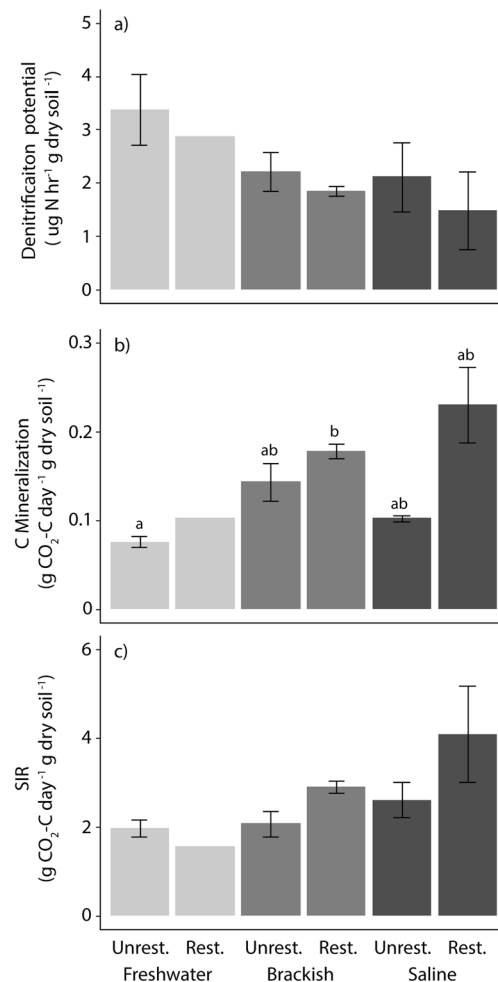 a)
Denitrificaiton potential
( ug N hr⁻¹ g dry soil ⁻¹)
5
4
3
2
1
0
b)
C Mineralization
(g CO₂-C day⁻¹ g dry soil⁻¹)
0.3
0.2
0.1
0
a
ab
b
ab
ab
c)
SIR
(g CO₂-C day⁻¹ g dry soil⁻¹)
6
4
2
0
Unrest. Rest. Unrest. Rest. Unrest. Rest.
Freshwater Brackish Saline